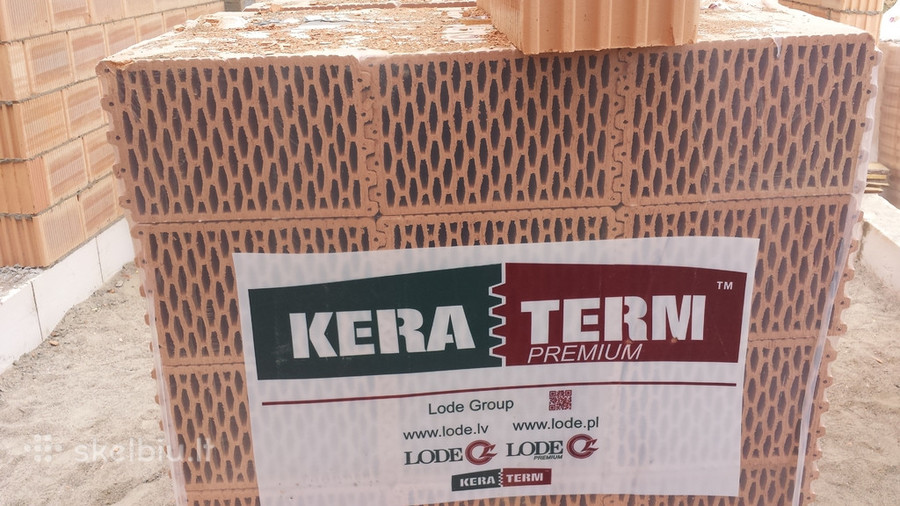 KERA TERM™
PREMIUM
Lode Group
www.lode.lv www.lode.pl
LODE LODE
PREMIUM
KERA TERM
skelbiu.lt